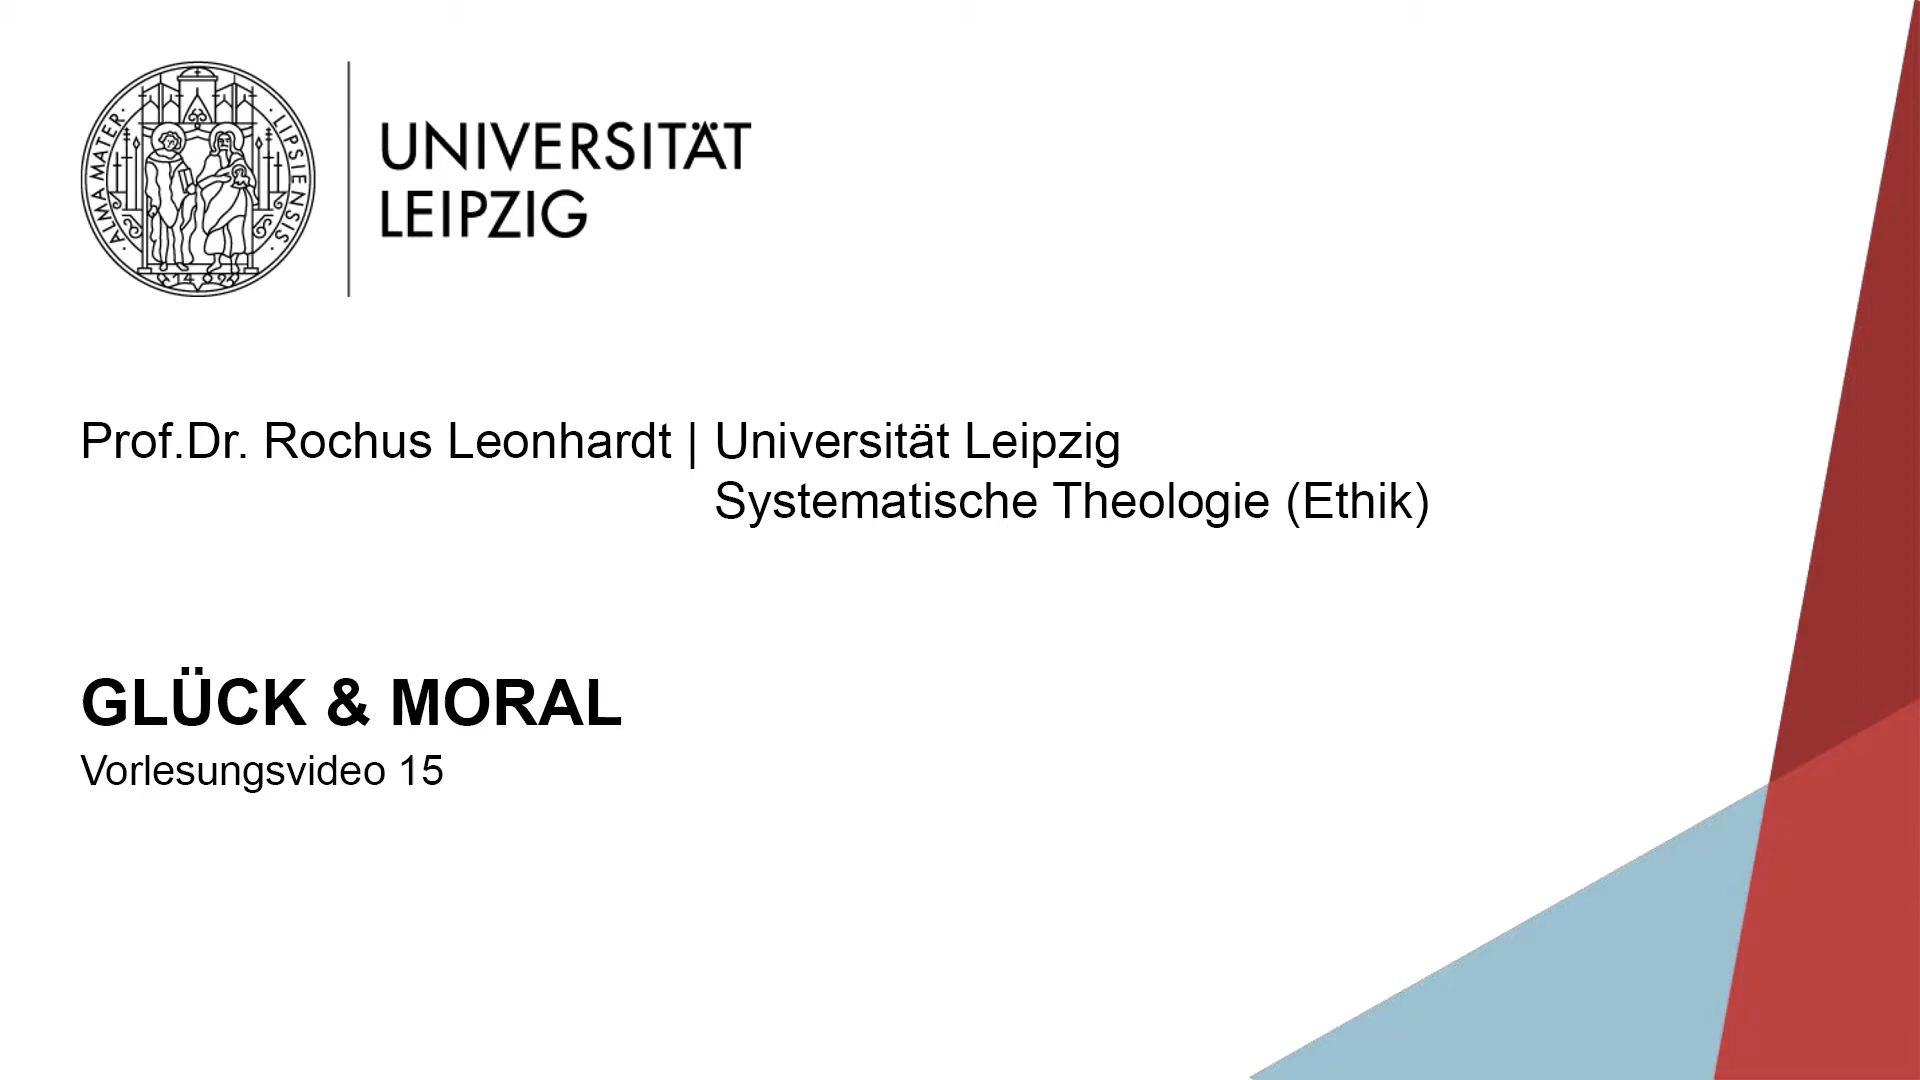 ALMA MATER
LIPSIENSIS
UNIVERSITÄT
LEIPZIG
Prof.Dr. Rochus Leonhardt | Universität Leipzig
Systematische Theologie (Ethik)
GLÜCK & MORAL
Vorlesungsvideo 15